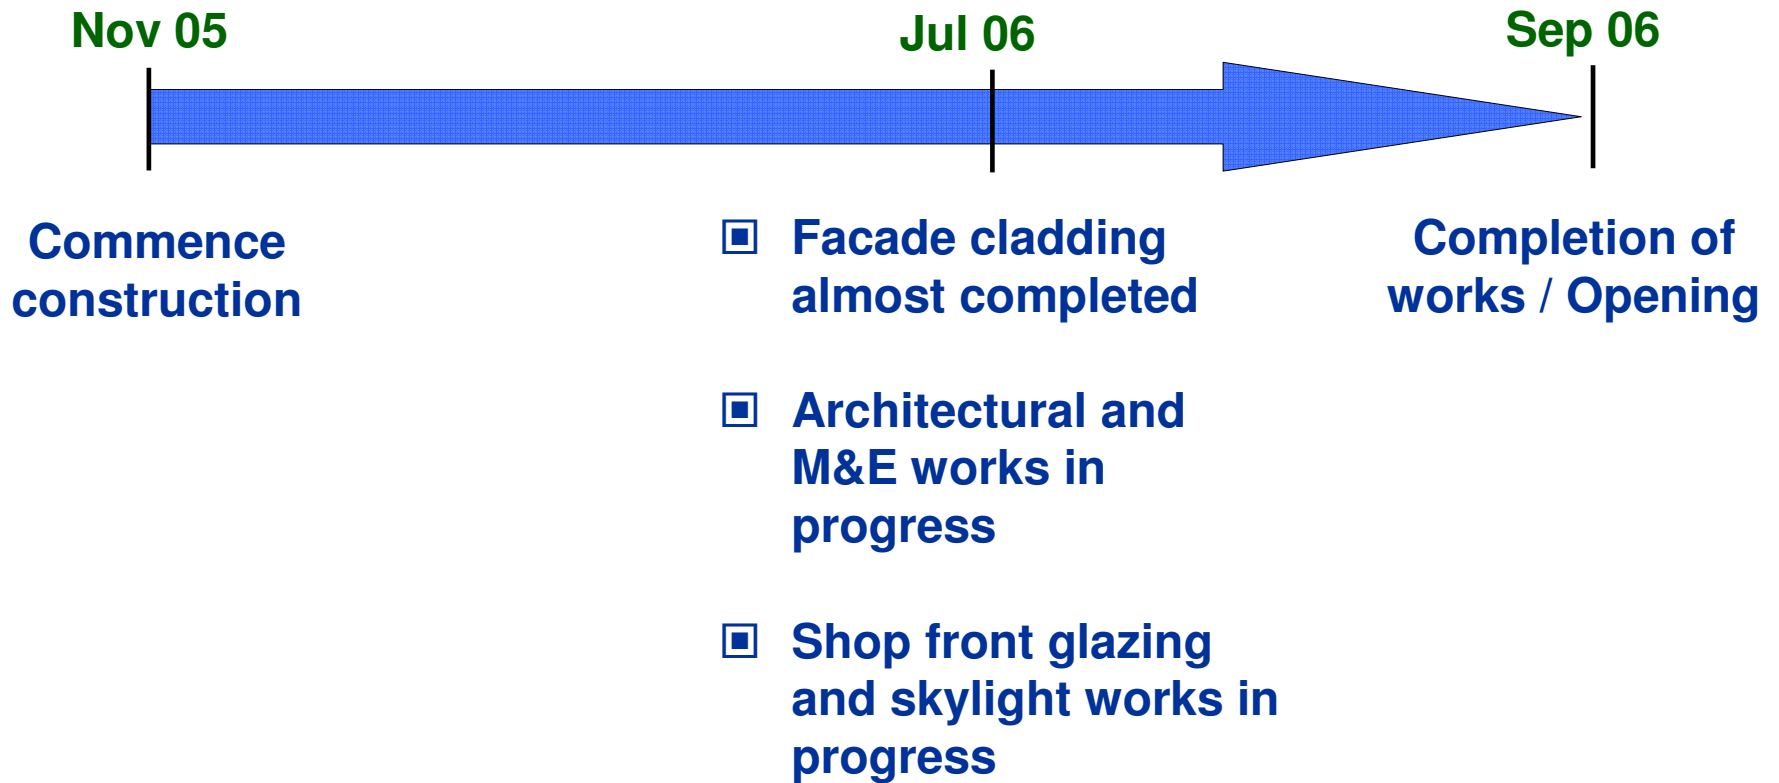 Nov 05
Jul 06
Sep 06
Commence
construction
Facade cladding
almost completed
Architectural and
M&E works in
progress
Shop front glazing
and skylight works in
progress
Completion of
works / Opening